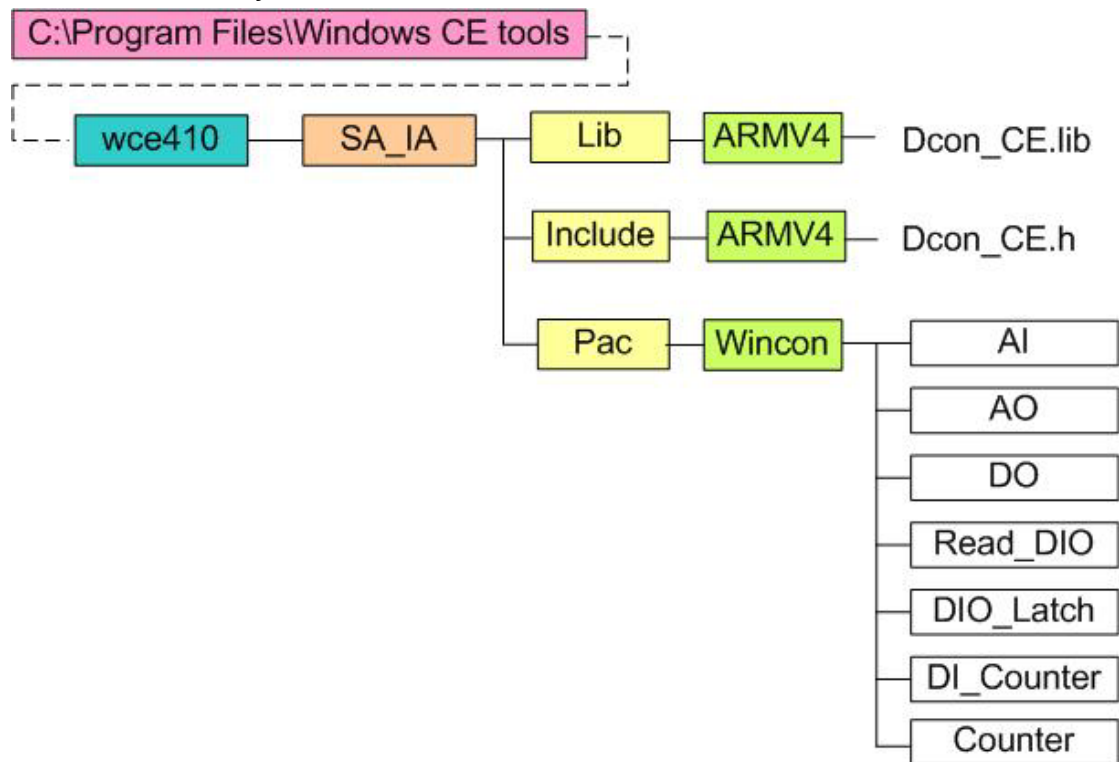 C:\Program Files\Windows CE tools
wce410
SA_IA
Lib
ARMV4
Dcon_CE.lib
Include
ARMV4
Dcon_CE.h
Pac
Wincon
AI
AO
DO
Read_DIO
DIO_Latch
DI_Counter
Counter